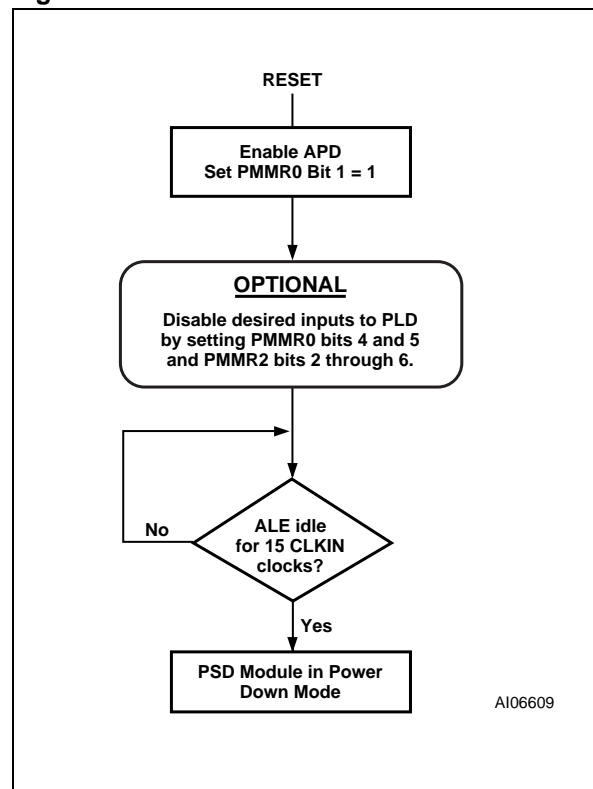 RESET
Enable APD
Set PMMR0 Bit 1 = 1
OPTIONAL
Disable desired inputs to PLD
by setting PMMR0 bits 4 and 5
and PMMR2 bits 2 through 6.
No
ALE idle
for 15 CLKIN
clocks?
Yes
PSD Module in Power
Down Mode
AI06609